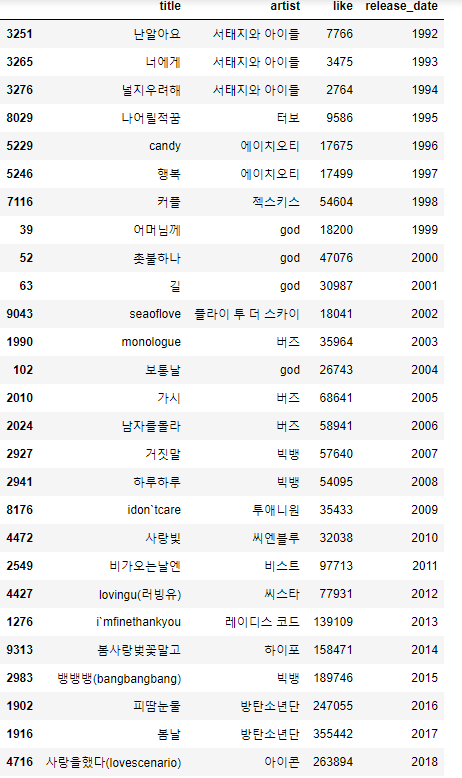 title artist like release_date
3251 난알아요 서태지와 아이들 7766 1992
3265 너에게 서태지와 아이들 3475 1993
3276 널지우려해 서태지와 아이들 2764 1994
8029 나어릴적꿈 터보 9586 1995
5229 candy 에이치오티 17675 1996
5246 행복 에이치오티 17499 1997
7116 커플 젝스키스 54604 1998
39 어머님께 god 18200 1999
52 촛불하나 god 47076 2000
63 길 god 30987 2001
9043 seaoflove 플라이 투 더 스카이 18041 2002
1990 monologue 버즈 35964 2003
102 보통날 god 26743 2004
2010 가시 버즈 68641 2005
2024 남자를몰라 버즈 58941 2006
2927 거짓말 빅뱅 57640 2007
2941 하루하루 빅뱅 54095 2008
8176 idon`tcare 투애니원 35433 2009
4472 사랑빛 씨엔블루 32038 2010
2549 비가오는날엔 비스트 97713 2011
4427 lovingu(러빙유) 씨스타 77931 2012
1276 i`mfinethankyou 레이디스 코드 139109 2013
9313 봄사랑벚꽃말고 하이포 158471 2014
2983 뱅뱅뱅(bangbangbang) 빅뱅 189746 2015
1902 피땀눈물 방탄소년단 247055 2016
1916 봄날 방탄소년단 355442 2017
4716 사랑을했다(lovescenario) 아이콘 263894 2018